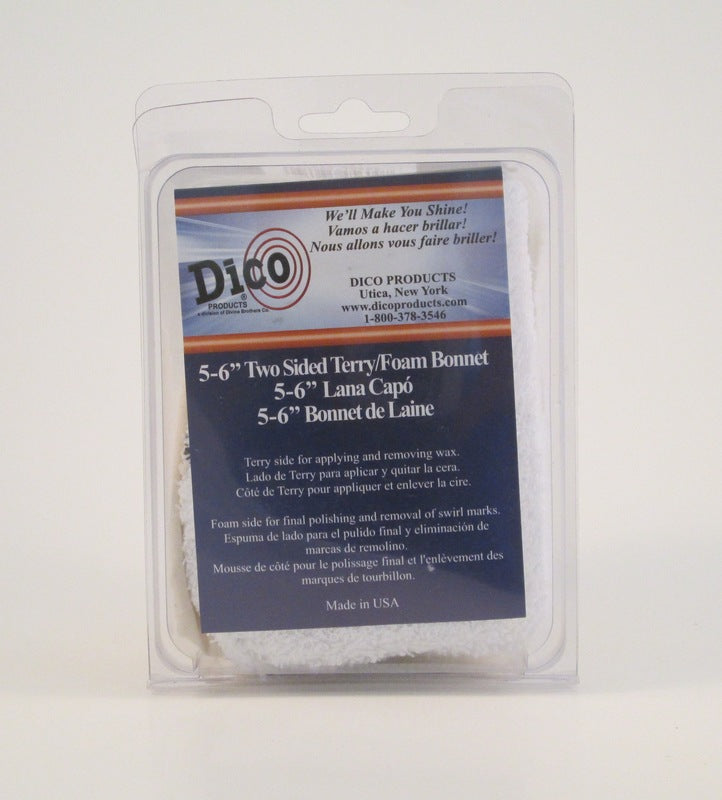 We'll Make You Shine!
Vamos a hacer brillar!
Nous allons vous faire briller!
Dico
®
PRODUCTS
a division of Divine Brothers Co.
DICO PRODUCTS
Utica, New York
www.dicoproducts.com
1-800-378-3546
5-6” Two Sided Terry/Foam Bonnet
5-6” Lana Capó
5-6” Bonnet de Laine
Terry side for applying and removing wax.
Lado de Terry para aplicar y quitar la cera.
Côté de Terry pour appliquer et enlever la cire.
Foam side for final polishing and removal of swirl marks.
Espuma de lado para el pulido final y eliminación de
marcas de remolino.
Mousse de côté pour le polissage final et l'enlèvement des
marques de tourbillon.
Made in USA